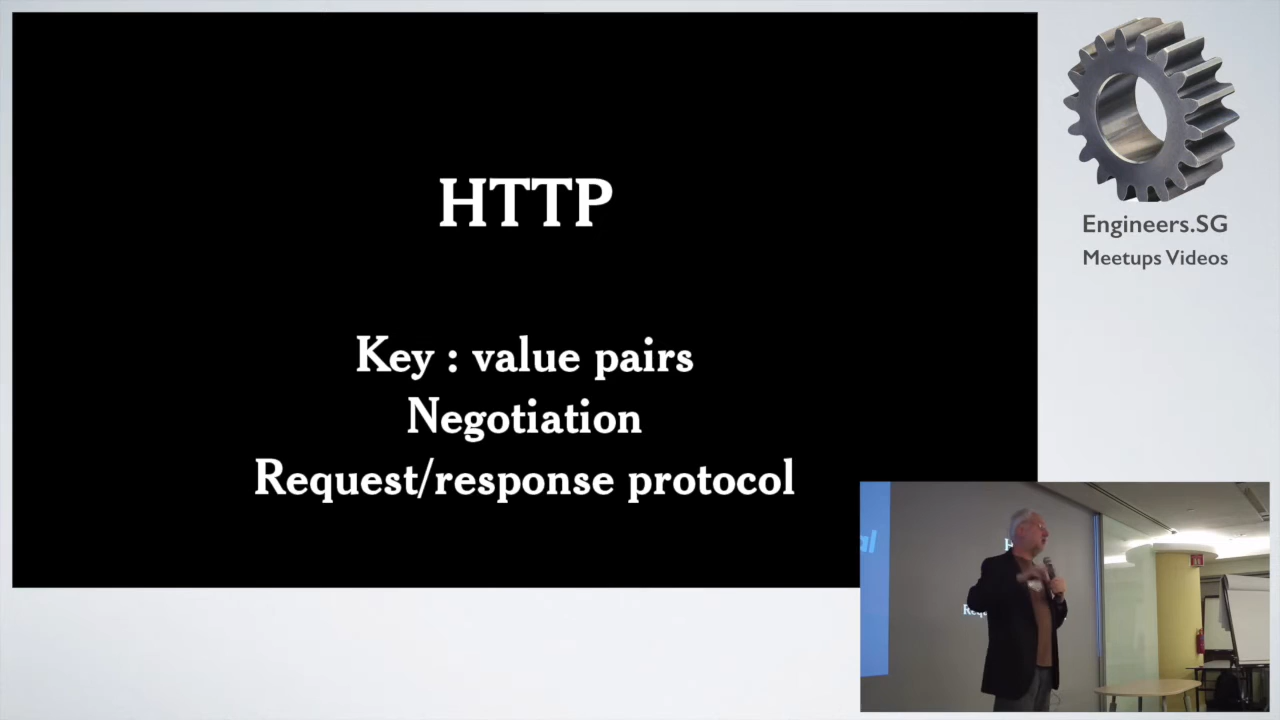 HTTP
Key : value pairs
Negotiation
Request/response protocol
Engineers.SG
Meetups Videos